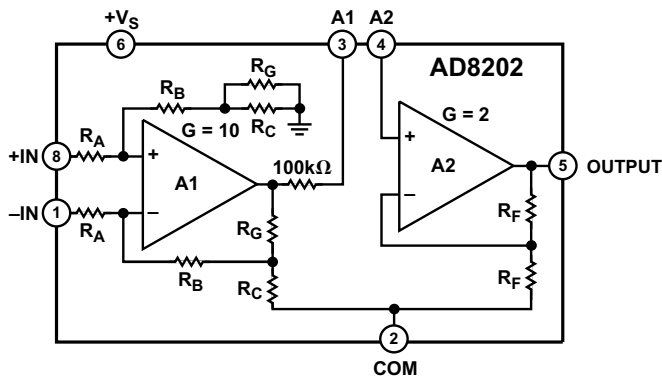 +VS
A1
A2
6
3
4
AD8202
RG
RB
RC
G = 10
G = 2
RA
+IN
8
+
A1
–
100kΩ
+
A2
–
5
OUTPUT
–IN
1
RA
RG
RF
RB
RC
RF
2
COM